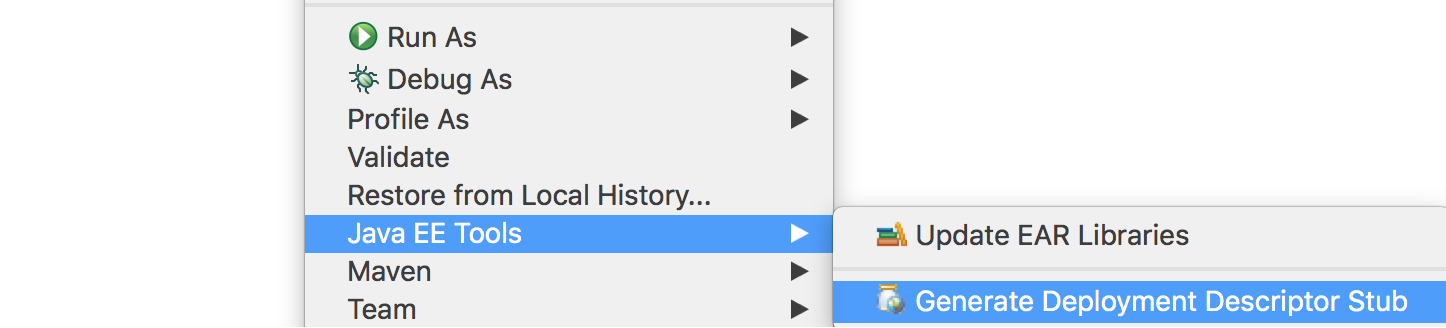 Run As
Debug As
Profile As
Validate
Restore from Local History...
Java EE Tools
Maven
Team
Update EAR Libraries
Generate Deployment Descriptor Stub